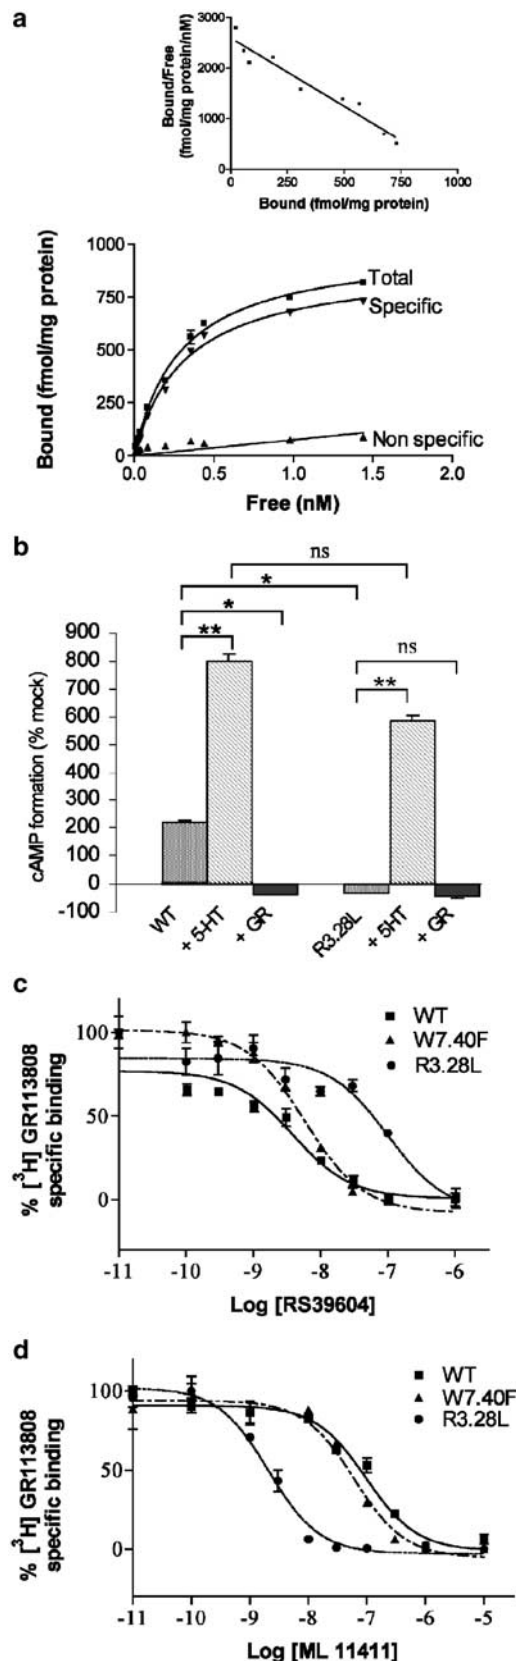 a
3000
2000
1000
0
Bound/Free
(fmol/mg protein/nM)
0 250 500 750 1000
Bound (fmol/mg protein)
1000
750
500
250
0
Bound (fmol/mg protein)
Total
Specific
Non specific
0.0 0.5 1.0 1.5 2.0
Free (nM)
b
ns
*
*
**
ns
**
900
800
700
600
500
400
300
200
100
0
-100
cAMP formation (% mock)
WT + 5-HT + GR R3.28L + 5HT + GR
c
WT
W7.40F
R3.28L
100
50
0
% [³H] GR113808
specific binding
-11 -10 -9 -8 -7 -6
Log [RS39604]
d
WT
W7.40F
R3.28L
100
50
0
% [³H] GR113808
specific binding
-11 -10 -9 -8 -7 -6 -5
Log [ML 11411]